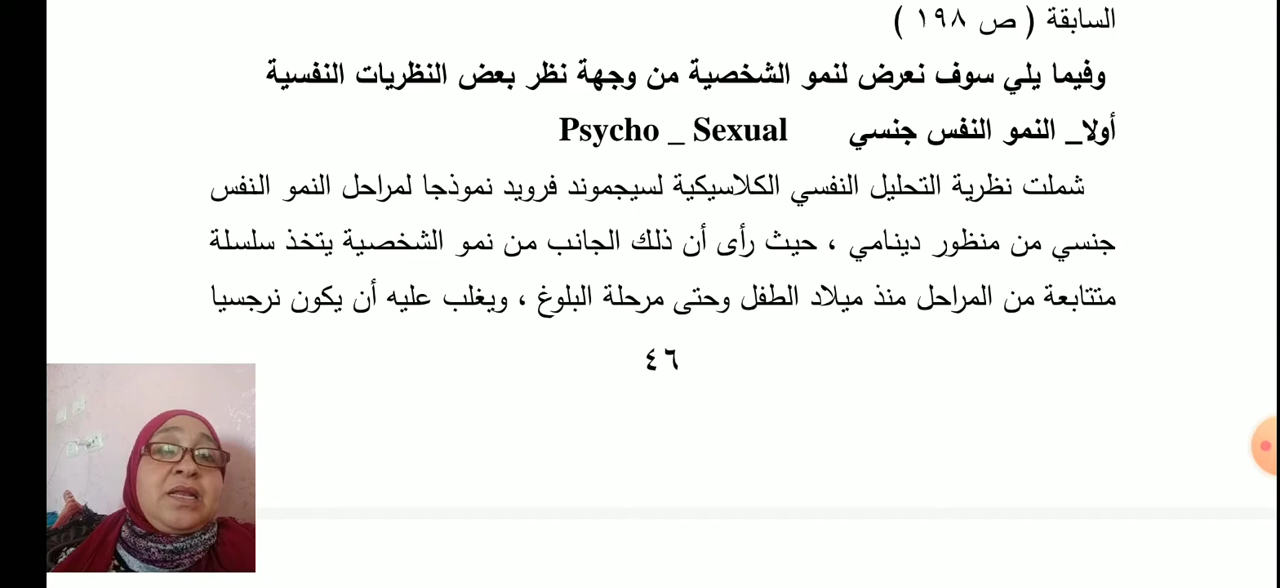 السابقة ( ص ١٩٨ )
وفيما يلي سوف نعرض لنمو الشخصية من وجهة نظر بعض النظريات النفسية
أولا_ النمو النفس جنسي Psycho _ Sexual
شملت نظرية التحليل النفسي الكلاسيكية لسيجموند فرويد نموذجا لمراحل النمو النفس
جنسي من منظور دينامي ، حيث رأى أن ذلك الجانب من نمو الشخصية يتخذ سلسلة
متتابعة من المراحل منذ ميلاد الطفل وحتى مرحلة البلوغ ، ويغلب عليه أن يكون نرجسيا
٤٦